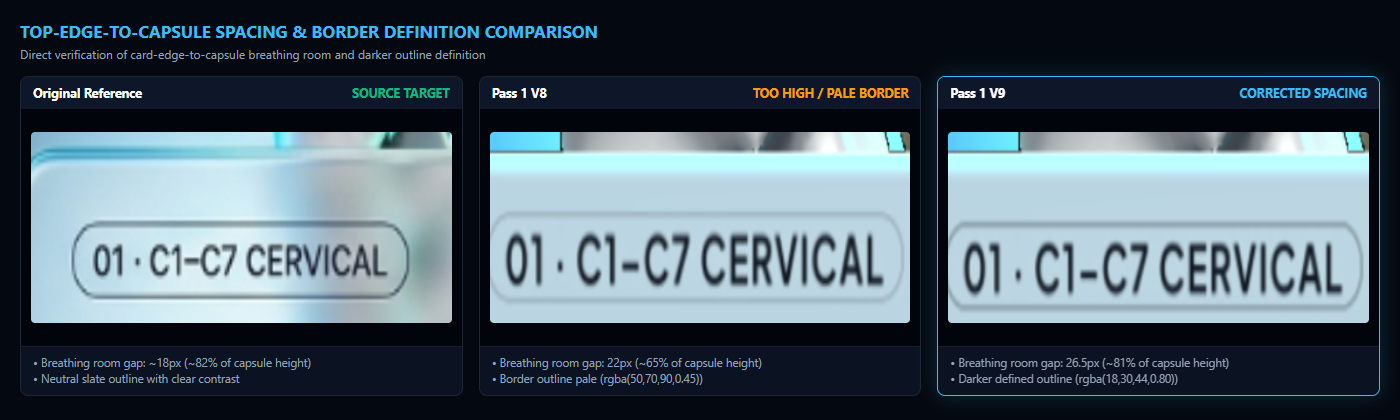 TOP-EDGE-TO-CAPSULE SPACING & BORDER DEFINITION COMPARISON
Direct verification of card-edge-to-capsule breathing room and darker outline definition
Original Reference SOURCE TARGET
01 · C1–C7 CERVICAL
• Breathing room gap: ~18px (~82% of capsule height)
• Neutral slate outline with clear contrast
Pass 1 V8 TOO HIGH / PALE BORDER
01 · C1–C7 CERVICAL
• Breathing room gap: 22px (~65% of capsule height)
• Border outline pale (rgba(50,70,90,0.45))
Pass 1 V9 CORRECTED SPACING
01 · C1–C7 CERVICAL
• Breathing room gap: 26.5px (~81% of capsule height)
• Darker defined outline (rgba(18,30,44,0.80))